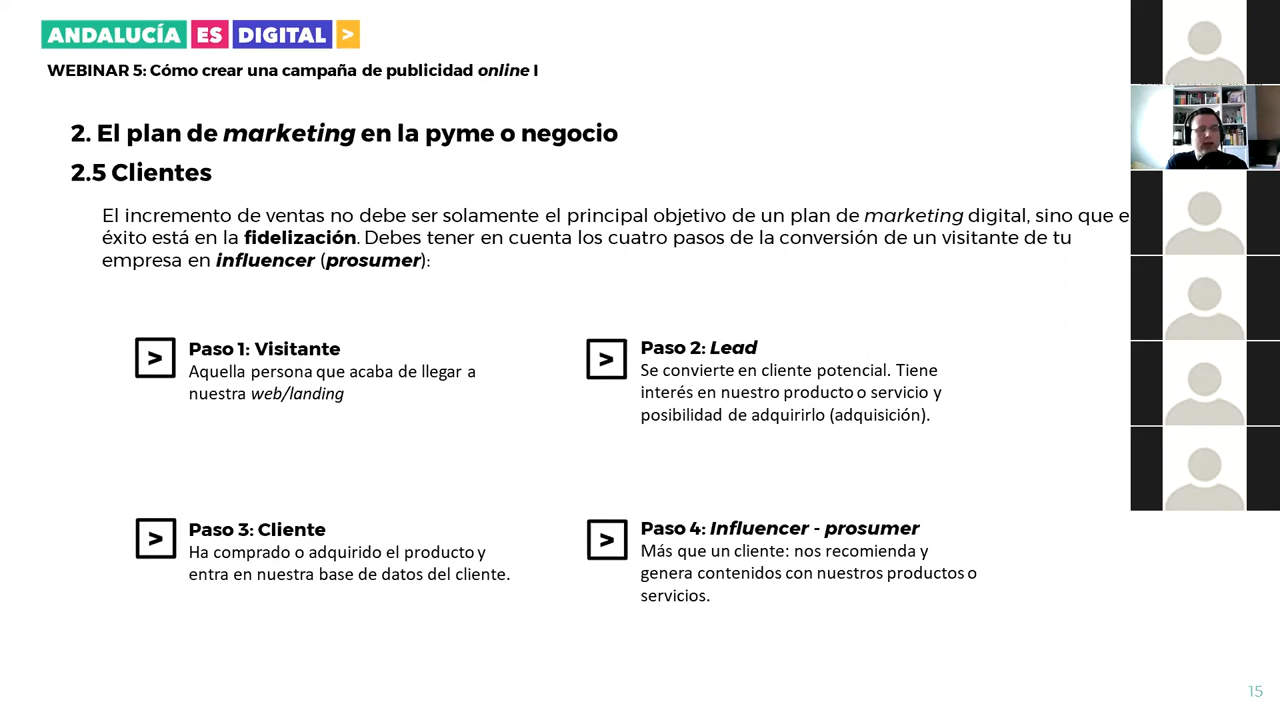 ANDALUCÍA ES DIGITAL >
WEBINAR 5: Cómo crear una campaña de publicidad online I
2. El plan de marketing en la pyme o negocio
2.5 Clientes
El incremento de ventas no debe ser solamente el principal objetivo de un plan de marketing digital, sino que e
éxito está en la fidelización. Debes tener en cuenta los cuatro pasos de la conversión de un visitante de tu
empresa en influencer (prosumer):
> Paso 1: Visitante
Aquella persona que acaba de llegar a
nuestra web/landing
> Paso 2: Lead
Se convierte en cliente potencial. Tiene
interés en nuestro producto o servicio y
posibilidad de adquirirlo (adquisición).
> Paso 3: Cliente
Ha comprado o adquirido el producto y
entra en nuestra base de datos del cliente.
> Paso 4: Influencer - prosumer
Más que un cliente: nos recomienda y
genera contenidos con nuestros productos o
servicios.
15